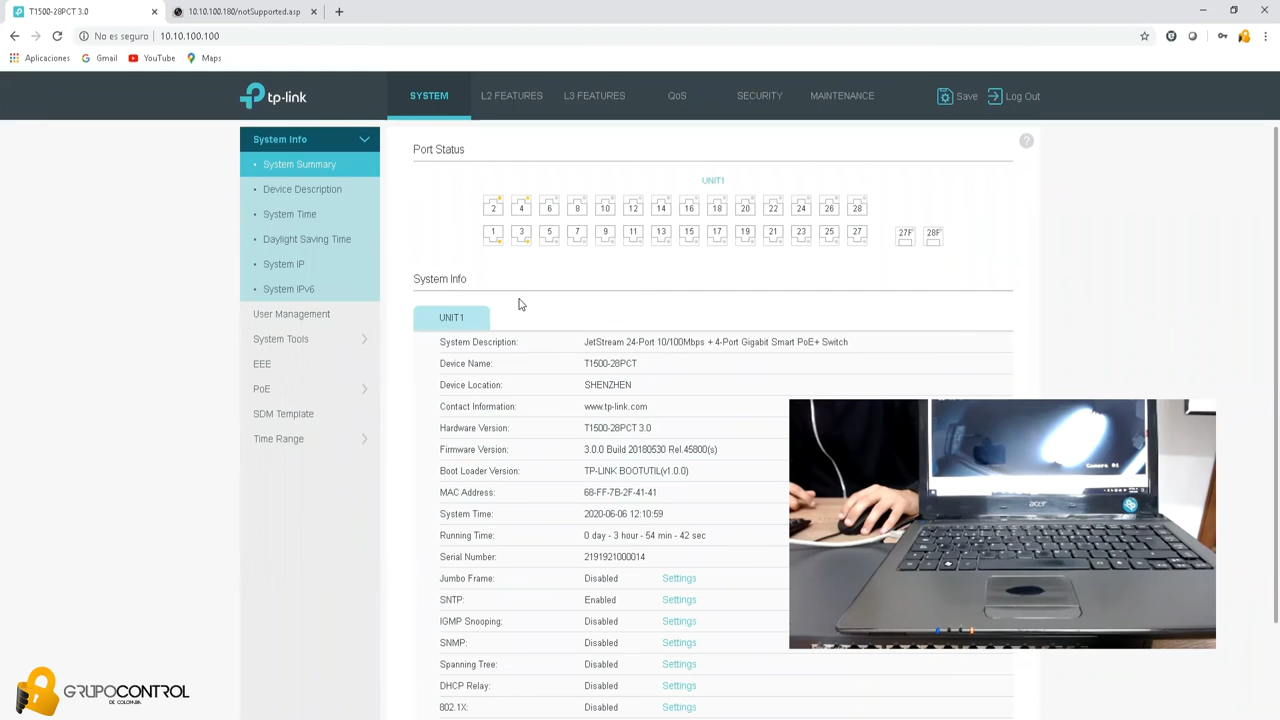 T1500-28PCT 3.0
10.10.100.180/notSupported.asp
No es seguro 10.10.100.100
Aplicaciones Gmail YouTube Maps
tp-link
SYSTEM L2 FEATURES L3 FEATURES QoS SECURITY MAINTENANCE Save Log Out
System Info
System Summary
Device Description
System Time
Daylight Saving Time
System IP
System IPv6
User Management
System Tools
EEE
PoE
SDM Template
Time Range
Port Status
UNIT1
2 4 6 8 10 12 14 16 18 20 22 24 26 28
1 3 5 7 9 11 13 15 17 19 21 23 25 27 27F 28F
System Info
UNIT1
System Description: JetStream 24-Port 10/100Mbps + 4-Port Gigabit Smart PoE+ Switch
Device Name: T1500-28PCT
Device Location: SHENZHEN
Contact Information: www.tp-link.com
Hardware Version: T1500-28PCT 3.0
Firmware Version: 3.0.0 Build 20180530 Rel.45800(s)
Boot Loader Version: TP-LINK BOOTUTIL(v1.0.0)
MAC Address: 68-FF-7B-2F-41-41
System Time: 2020-06-06 12:10:59
Running Time: 0 day - 3 hour - 54 min - 42 sec
Serial Number: 2191921000014
Jumbo Frame: Disabled Settings
SNTP: Enabled Settings
IGMP Snooping: Disabled Settings
SNMP: Disabled Settings
Spanning Tree: Disabled Settings
DHCP Relay: Disabled Settings
802.1X: Disabled Settings
Camera 01
acer
GRUPOCONTROL
DE COLOMBIA